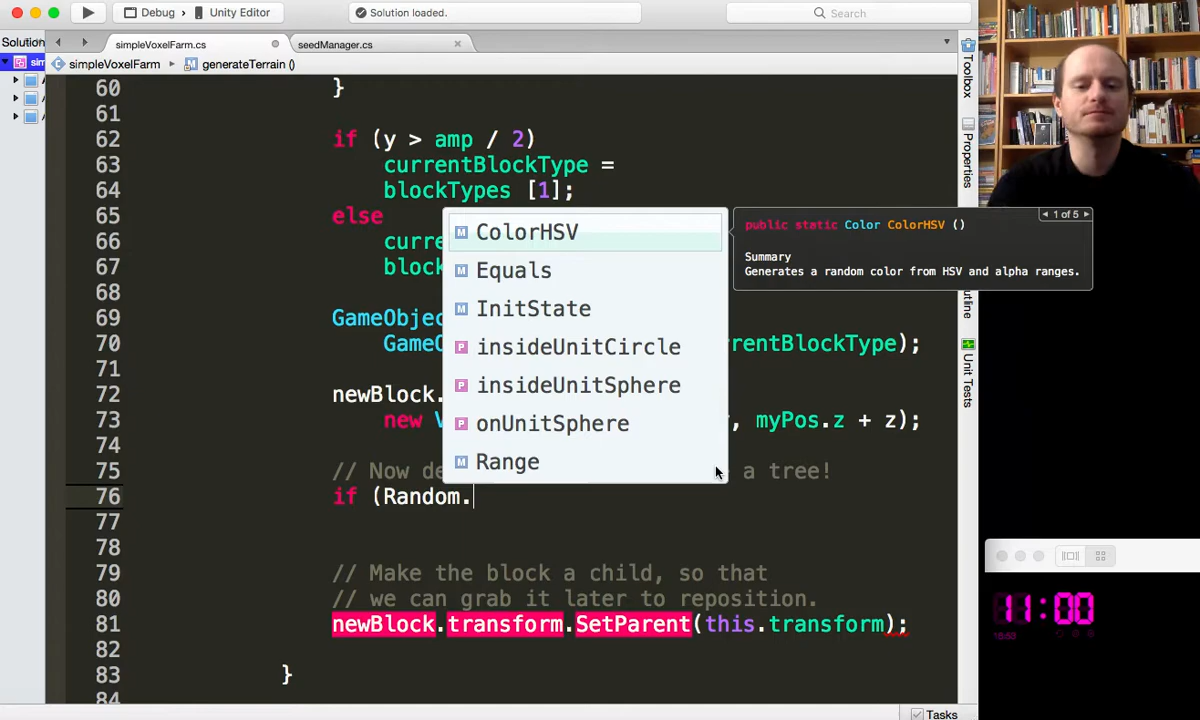 Debug > Unity Editor
Solution loaded.
Search
Solution
simpleVoxelFarm.cs
seedManager.cs
sim
simpleVoxelFarm
generateTerrain ()
60 }
61
62 if (y > amp / 2)
63 currentBlockType =
64 blockTypes [1];
65 else
66 curre
67 block
68
69 GameObjec
70 GameO rrentBlockType);
71
72 newBlock.
73 new V , myPos.z + z);
74
75 // Now de a tree!
76 if (Random.
77
78
79 // Make the block a child, so that
80 // we can grab it later to reposition.
81 newBlock.transform.SetParent(this.transform);
82
83 }
84
ColorHSV
Equals
InitState
insideUnitCircle
insideUnitSphere
onUnitSphere
Range
1 of 5
public static Color ColorHSV ()
Summary
Generates a random color from HSV and alpha ranges.
Toolbox
Properties
utline
Unit Tests
Tasks
11:00